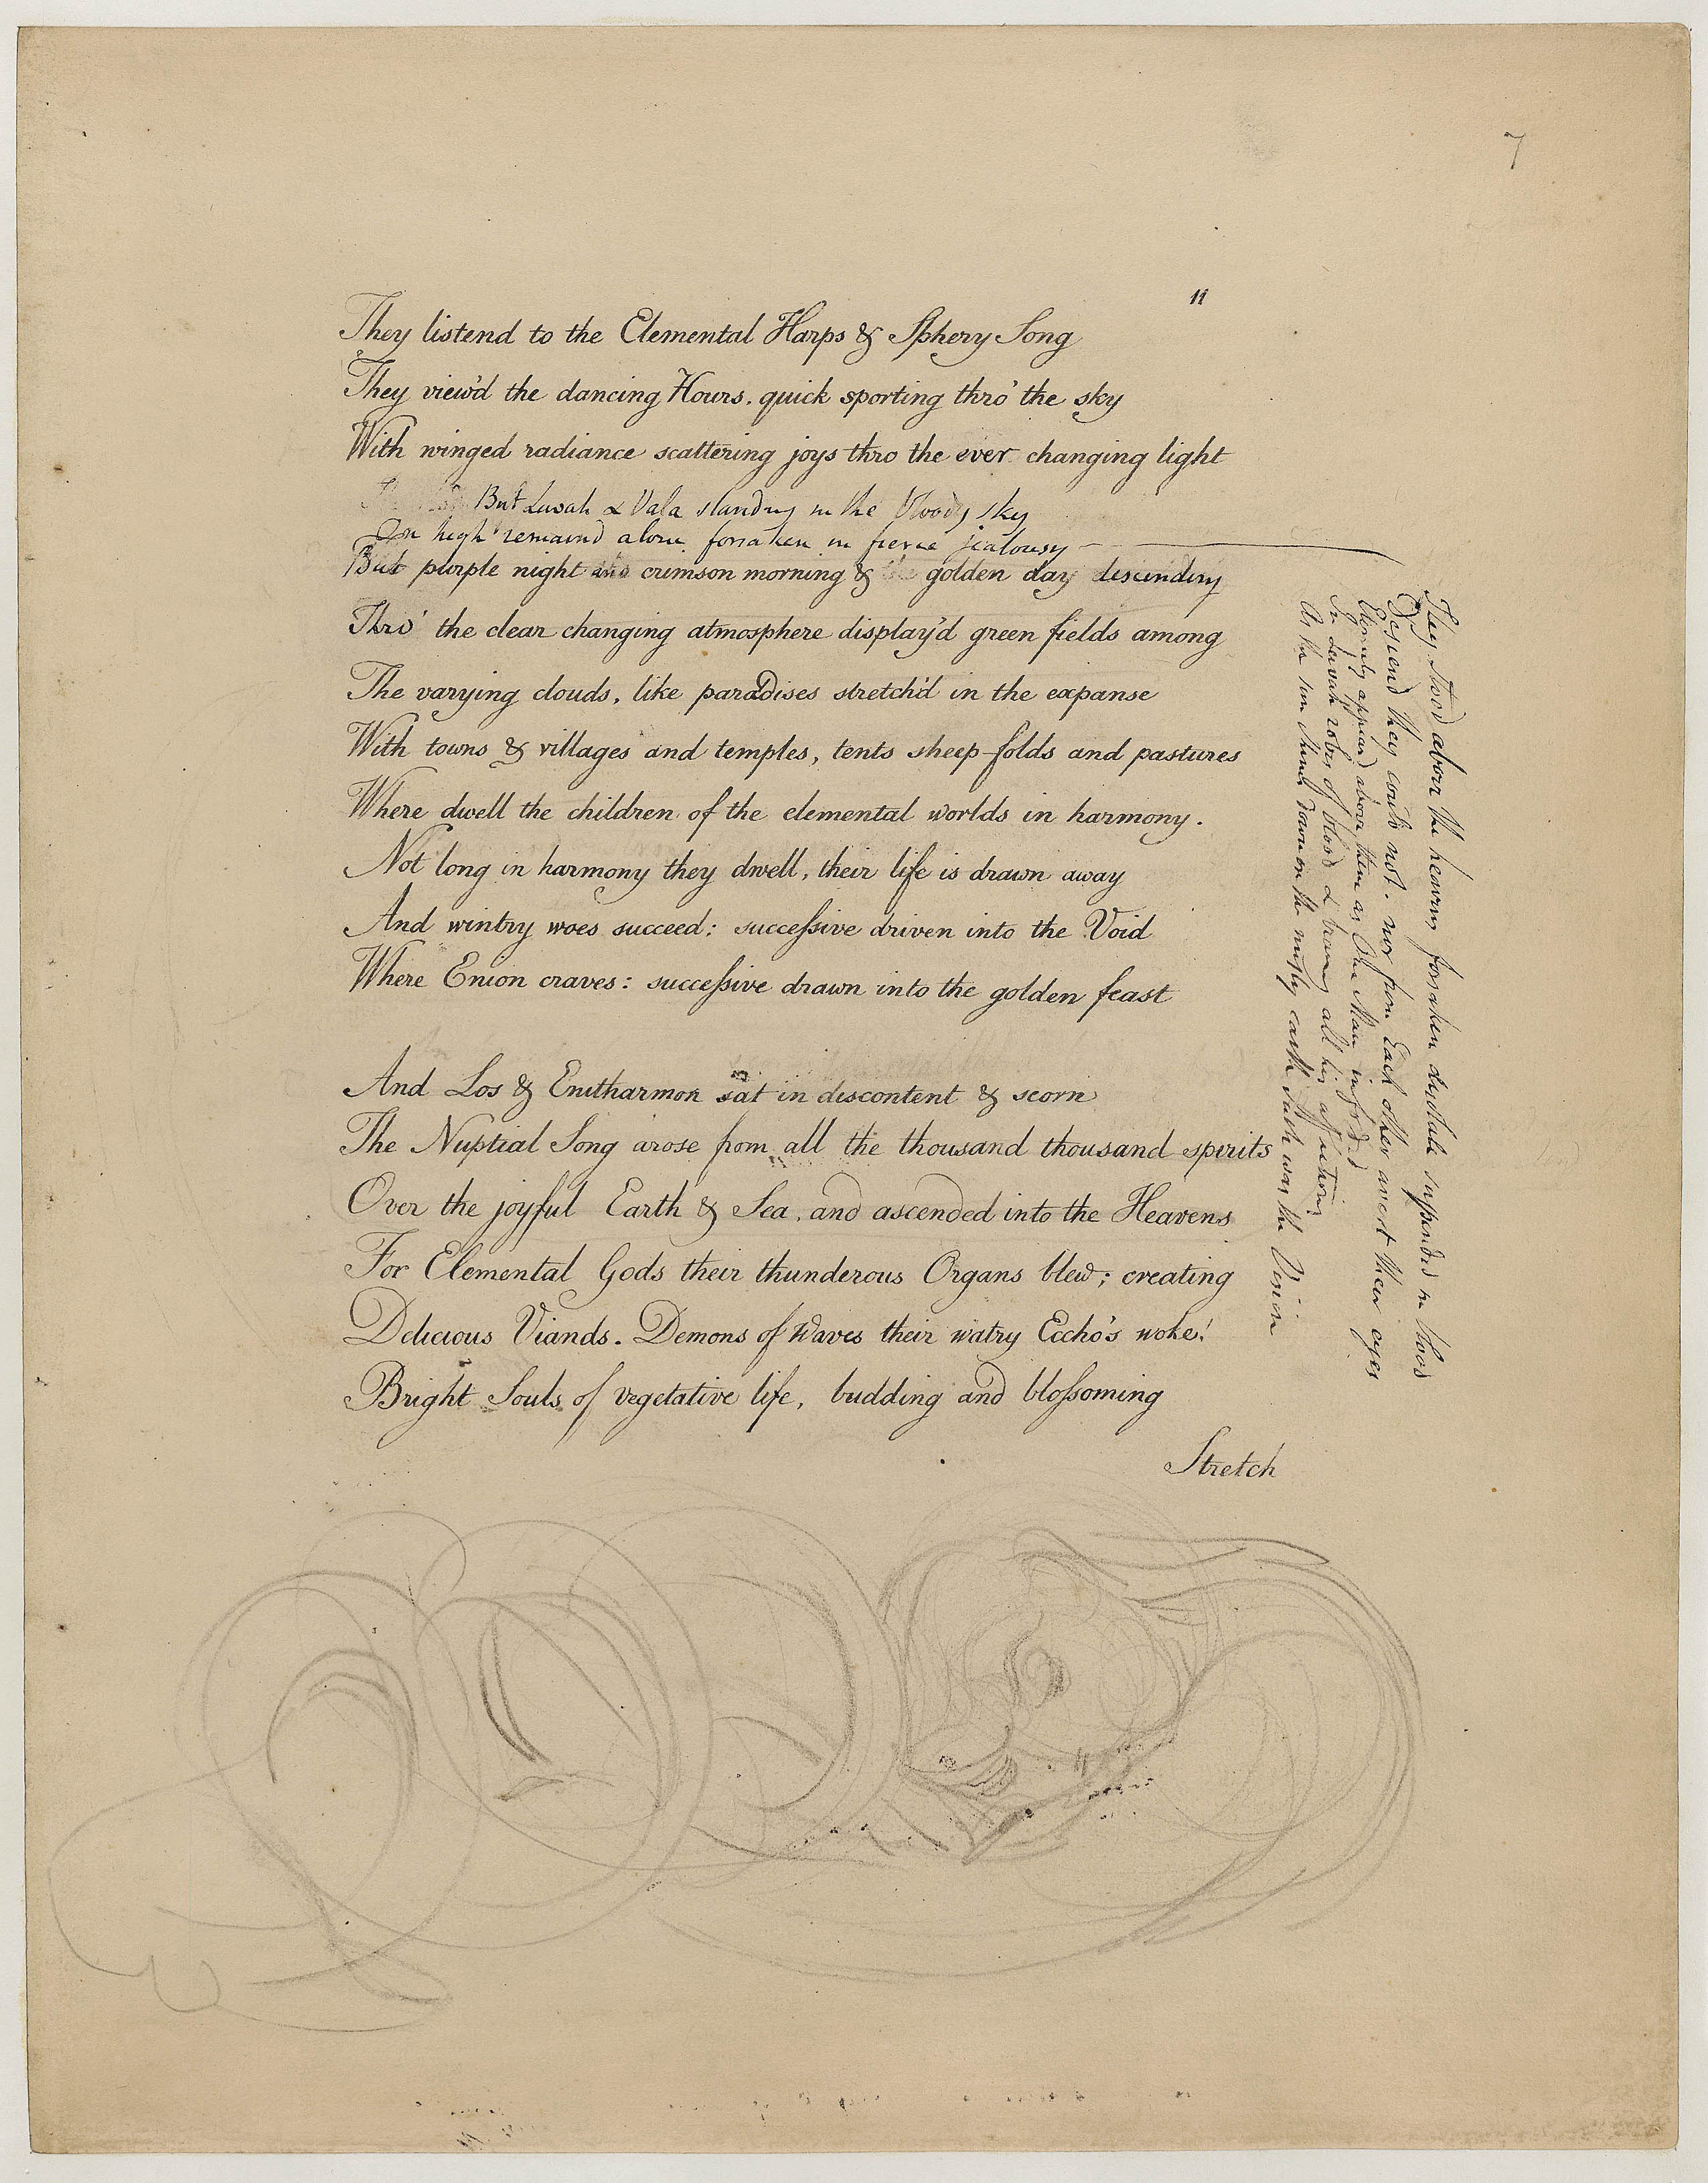 7
11
They listend to the Elemental Harps & Sphery Song
They view'd the dancing Hours. quick sporting thro' the sky
With winged radiance scattering joys thro the ever changing light
But Luvah & Vala standing in the bloody sky
On high remaind alone forsaken in fierce jealousy
But purple night and crimson morning & the golden day descending
Thro' the clear changing atmosphere display'd green fields among
The varying clouds, like paradises stretch'd in the expanse
With towns & villages and temples, tents sheep-folds and pastures
Where dwell the children of the elemental worlds in harmony.
Not long in harmony they dwell, their life is drawn away
And wintry woes succeed: successive driven into the Void
Where Enion craves: successive drawn into the golden feast
And Los & Enitharmon sat in discontent & scorn
The Nuptial Song arose from all the thousand thousand spirits
Over the joyful Earth & Sea, and ascended into the Heavens
For Elemental Gods their thunderous Organs blew; creating
Delicious Viands. Demons of Waves their watry Eccho's woke!
Bright Souls of vegetative life, budding and blossoming
Stretch
They stood above the heavens forsaken desolate suspended in blood
Descend they could not. nor from Each other avert their eyes
Eternity appeard above them as One Man infolded
In Luvah robes of blood & bearing all his afflictions
As the sun shines down on the misty earth Such was the Vision